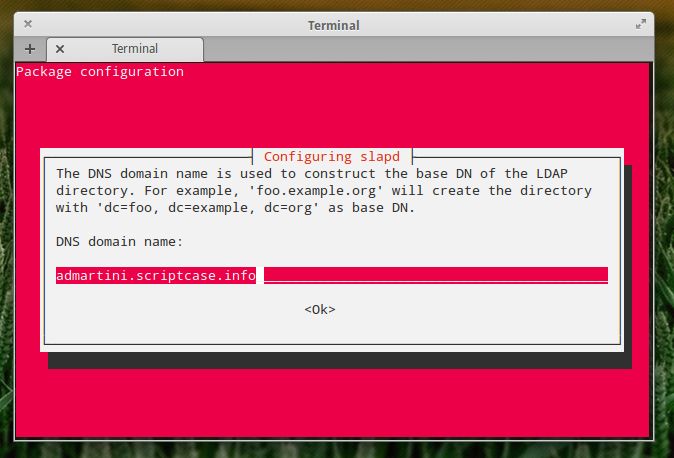 Terminal
Terminal
Package configuration
Configuring slapd
The DNS domain name is used to construct the base DN of the LDAP
directory. For example, 'foo.example.org' will create the directory
with 'dc=foo, dc=example, dc=org' as base DN.
DNS domain name:
admartini.scriptcase.info
<Ok>